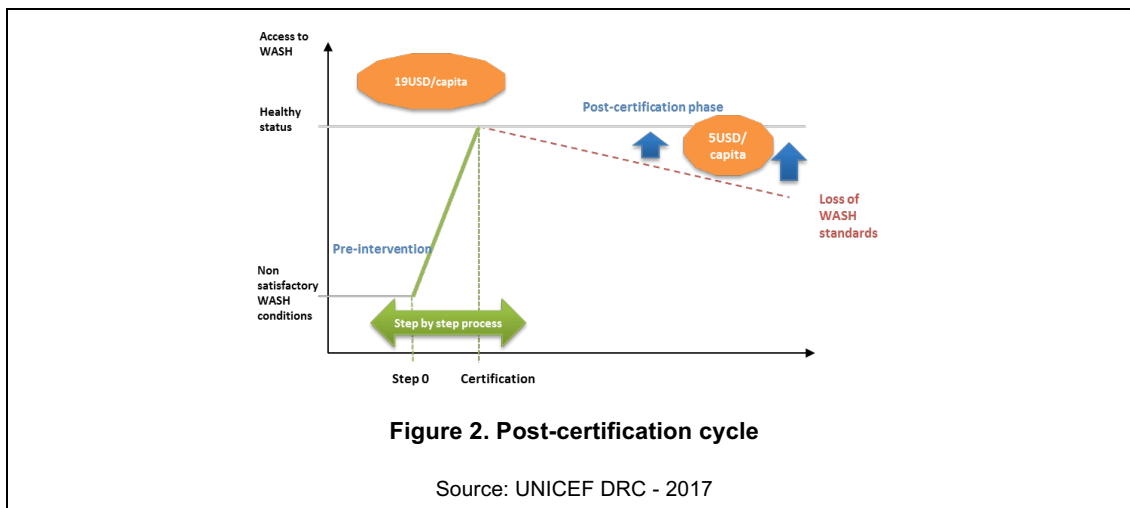 Access to
WASH
19USD/capita
Post-certification phase
Healthy
status
5USD/
capita
Loss of
WASH
standards
Pre-intervention
Non
satisfactory
WASH
conditions
Step by step process
Step 0
Certification
Figure 2. Post-certification cycle
Source: UNICEF DRC - 2017